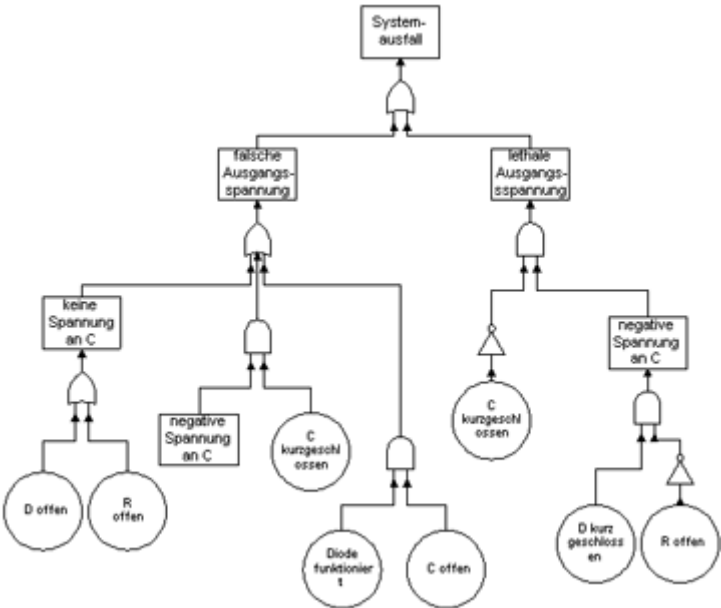 System-
ausfall
falsche
Ausgangs-
spannung
lethale
Ausgangs-
sspannung
keine
Spannung
an C
negative
Spannung
an C
negative
Spannung
an C
C
kurzgeschl
ossen
C
kurzgeschl
ossen
D offen
R
offen
Diode
funktionier
t
C offen
D kurz
geschloss
en
R offen